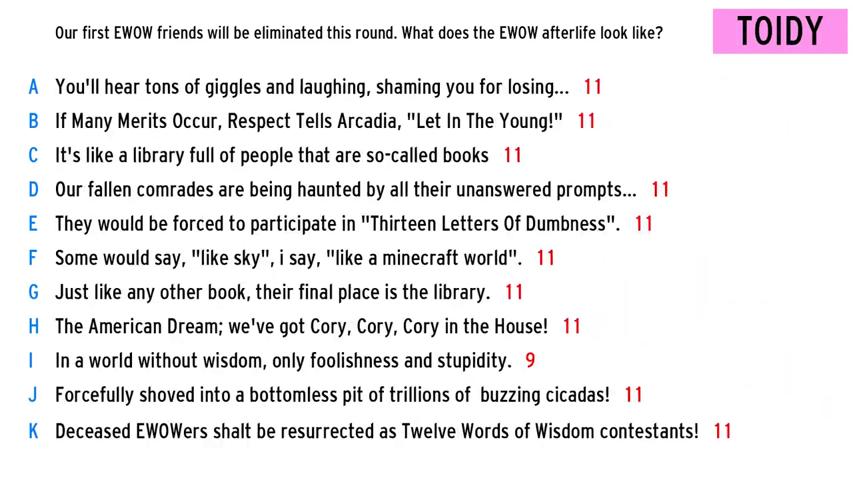 Our first EWOW friends will be eliminated this round. What does the EWOW afterlife look like?
TOIDY
A You'll hear tons of giggles and laughing, shaming you for losing... 11
B If Many Merits Occur, Respect Tells Arcadia, "Let In The Young!" 11
C It's like a library full of people that are so-called books 11
D Our fallen comrades are being haunted by all their unanswered prompts... 11
E They would be forced to participate in "Thirteen Letters Of Dumbness". 11
F Some would say, "like sky", i say, "like a minecraft world". 11
G Just like any other book, their final place is the library. 11
H The American Dream; we've got Cory, Cory, Cory in the House! 11
I In a world without wisdom, only foolishness and stupidity. 9
J Forcefully shoved into a bottomless pit of trillions of  buzzing cicadas! 11
K Deceased EWOWers shalt be resurrected as Twelve Words of Wisdom contestants! 11